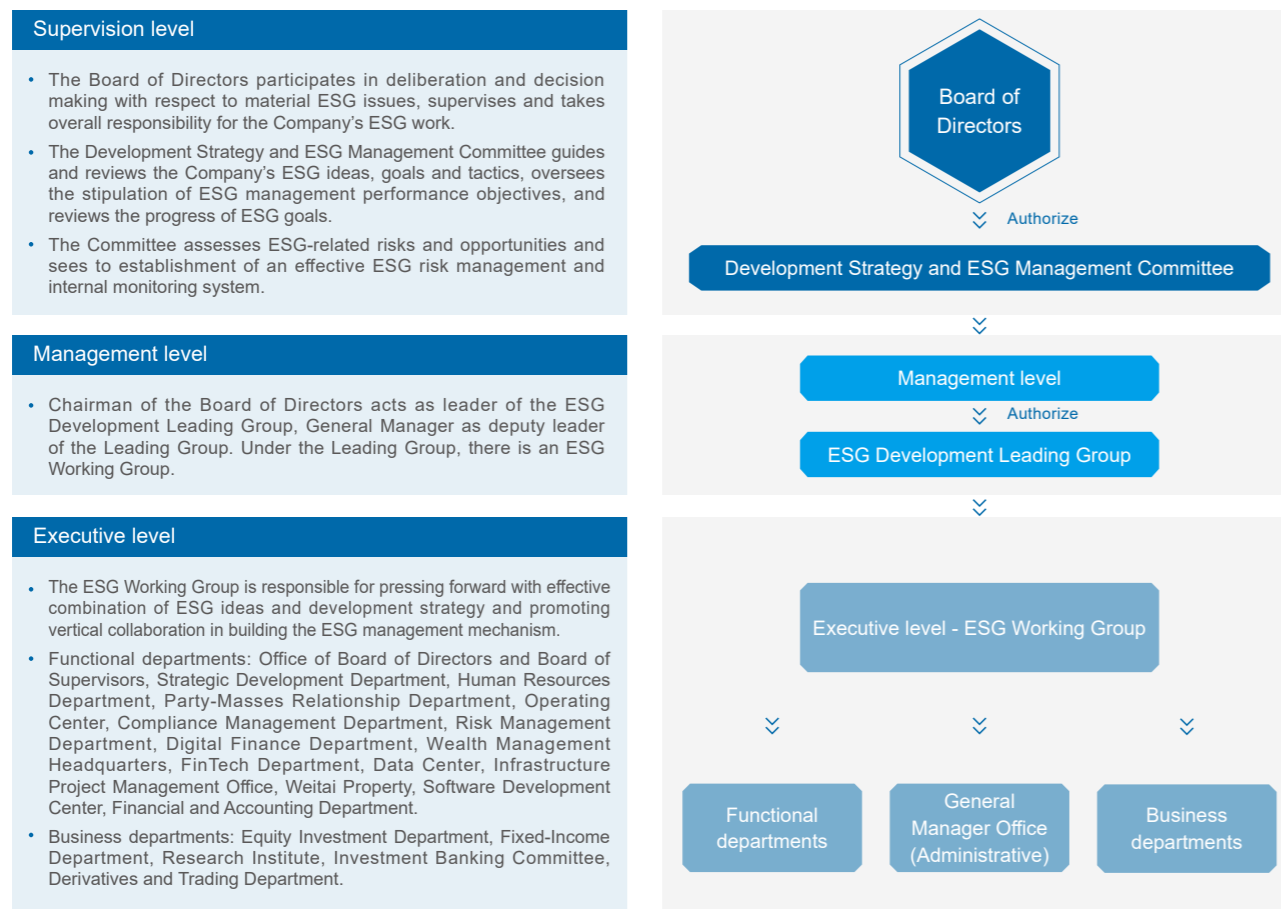 Supervision level
• The Board of Directors participates in deliberation and decision
making with respect to material ESG issues, supervises and takes
overall responsibility for the Company’s ESG work.
• The Development Strategy and ESG Management Committee guides
and reviews the Company’s ESG ideas, goals and tactics, oversees
the stipulation of ESG management performance objectives, and
reviews the progress of ESG goals.
• The Committee assesses ESG-related risks and opportunities and
sees to establishment of an effective ESG risk management and
internal monitoring system.
Board of
Directors
Authorize
Development Strategy and ESG Management Committee
Management level
• Chairman of the Board of Directors acts as leader of the ESG
Development Leading Group, General Manager as deputy leader
of the Leading Group. Under the Leading Group, there is an ESG
Working Group.
Management level
Authorize
ESG Development Leading Group
Executive level
• The ESG Working Group is responsible for pressing forward with effective
combination of ESG ideas and development strategy and promoting
vertical collaboration in building the ESG management mechanism.
• Functional departments: Office of Board of Directors and Board of
Supervisors, Strategic Development Department, Human Resources
Department, Party-Masses Relationship Department, Operating
Center, Compliance Management Department, Risk Management
Department, Digital Finance Department, Wealth Management
Headquarters, FinTech Department, Data Center, Infrastructure
Project Management Office, Weitai Property, Software Development
Center, Financial and Accounting Department.
• Business departments: Equity Investment Department, Fixed-Income
Department, Research Institute, Investment Banking Committee,
Derivatives and Trading Department.
Executive level - ESG Working Group
Functional
departments
General
Manager Office
(Administrative)
Business
departments